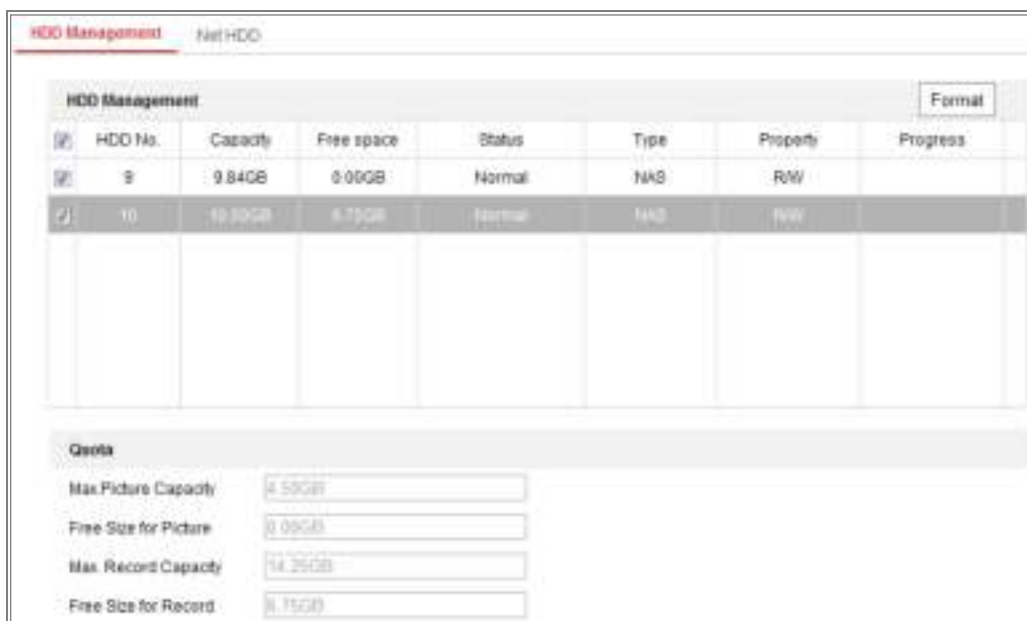 HDD Management Net HDD
HDD Management Format
HDD No. Capacity Free space Status Type Property Progress
9 9.84GB 0.00GB Normal NAS R/W
10 Normal NAS R/W
Quota
Max.Picture Capacity 4.50GB
Free Size for Picture 0.00GB
Max. Record Capacity 14.25GB
Free Size for Record 6.75GB